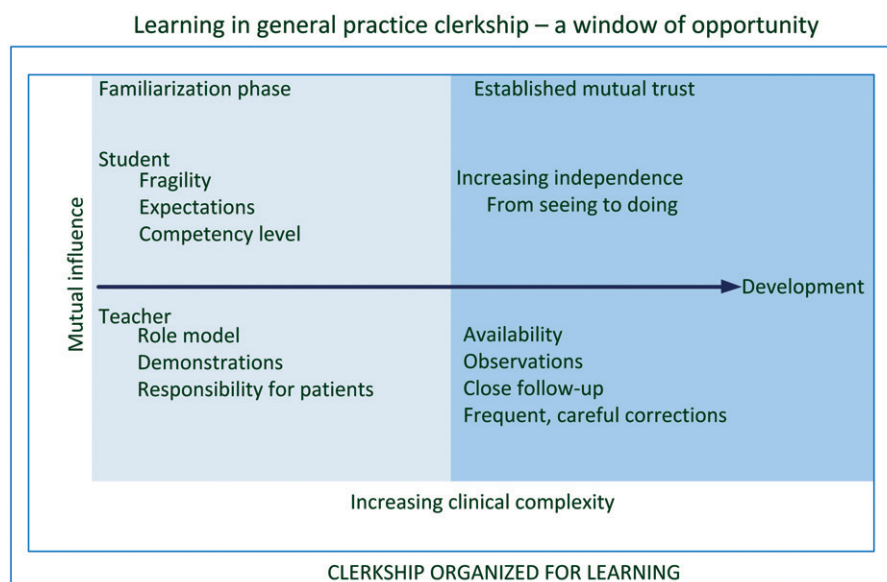 Learning in general practice clerkship – a window of opportunity
Familiarization phase
Established mutual trust
Student
Fragility
Expectations
Competency level
Increasing independence
From seeing to doing
Mutual influence
Development
Teacher
Role model
Demonstrations
Responsibility for patients
Availability
Observations
Close follow-up
Frequent, careful corrections
Increasing clinical complexity
CLERKSHIP ORGANIZED FOR LEARNING